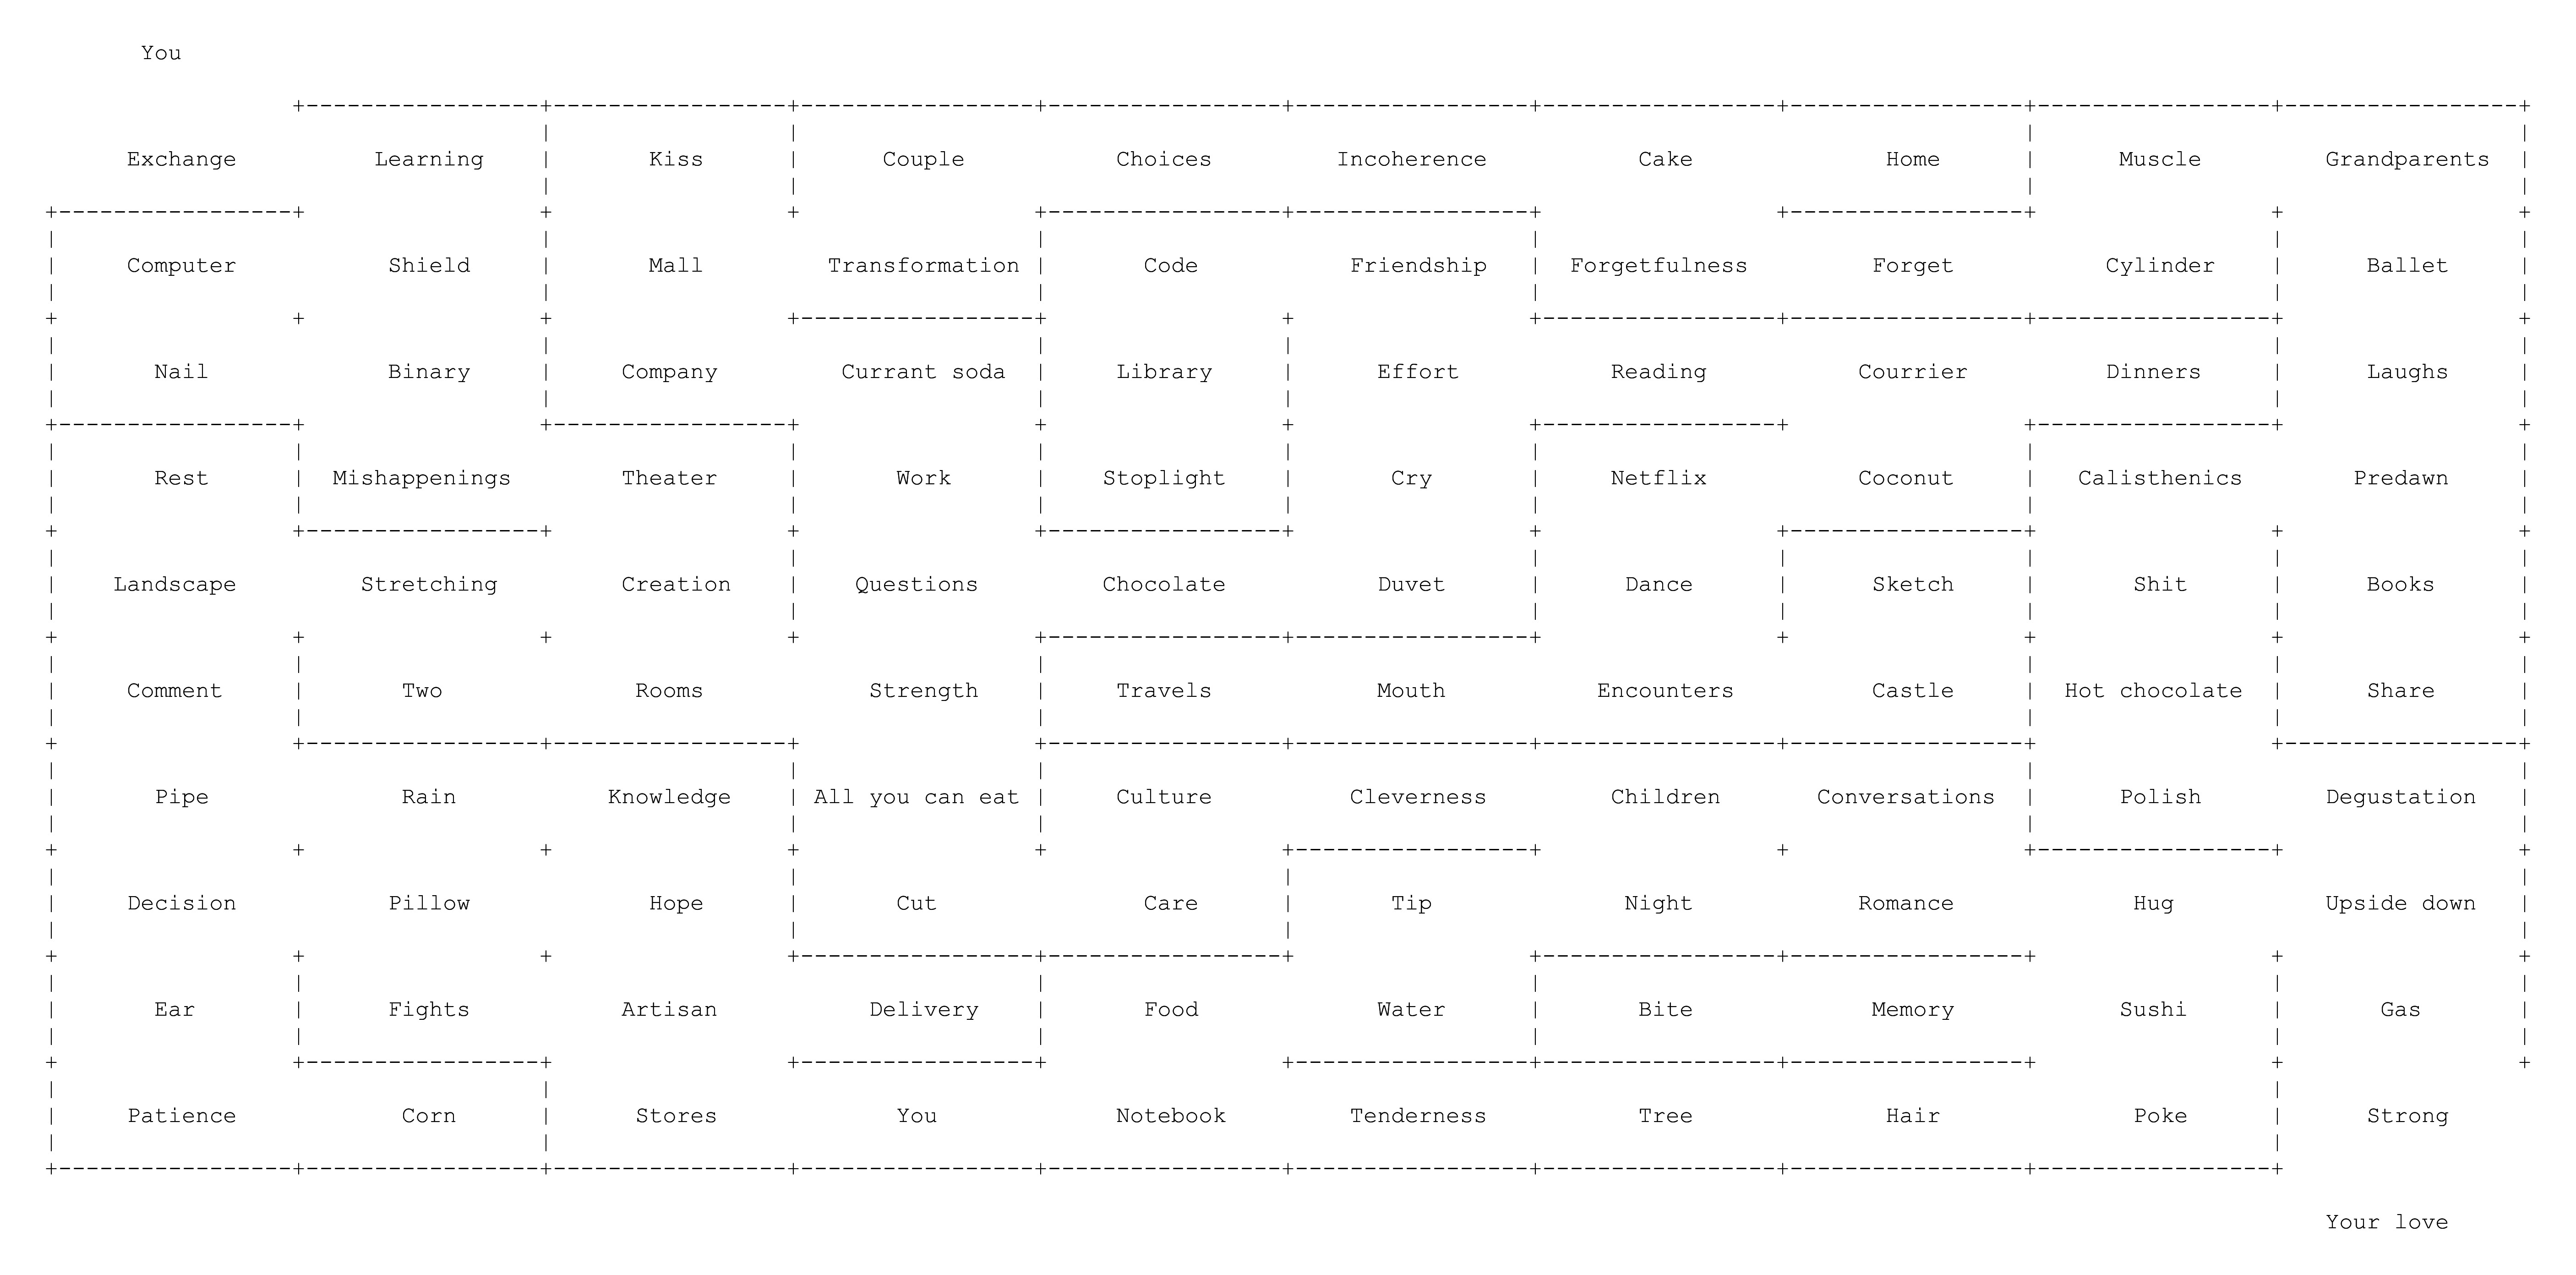 You
Exchange Learning Kiss Couple Choices Incoherence Cake Home Muscle Grandparents
Computer Shield Mall Transformation Code Friendship Forgetfulness Forget Cylinder Ballet
Nail Binary Company Currant soda Library Effort Reading Courrier Dinners Laughs
Rest Mishappenings Theater Work Stoplight Cry Netflix Coconut Calisthenics Predawn
Landscape Stretching Creation Questions Chocolate Duvet Dance Sketch Shit Books
Comment Two Rooms Strength Travels Mouth Encounters Castle Hot chocolate Share
Pipe Rain Knowledge All you can eat Culture Cleverness Children Conversations Polish Degustation
Decision Pillow Hope Cut Care Tip Night Romance Hug Upside down
Ear Fights Artisan Delivery Food Water Bite Memory Sushi Gas
Patience Corn Stores You Notebook Tenderness Tree Hair Poke Strong
Your love